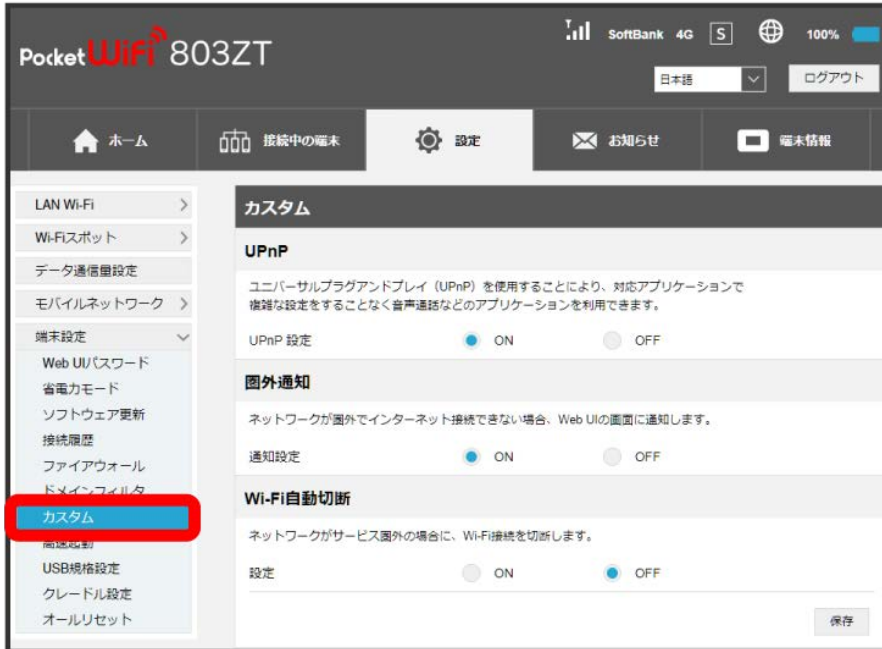 Pocket WiFi 803ZT
SoftBank 4G S 100%
日本語 ログアウト
ホーム 接続中の端末 設定 お知らせ 端末情報
LAN Wi-Fi
Wi-Fiスポット
データ通信量設定
モバイルネットワーク
端末設定
Web UIパスワード
省電力モード
ソフトウェア更新
接続履歴
ファイアウォール
ドメインフィルタ
カスタム
高速起動
USB規格設定
クレードル設定
オールリセット
カスタム
UPnP
ユニバーサルプラグアンドプレイ（UPnP）を使用することにより、対応アプリケーションで
複雑な設定をすることなく音声通話などのアプリケーションを利用できます。
UPnP 設定 ON OFF
圏外通知
ネットワークが圏外でインターネット接続できない場合、Web UIの画面に通知します。
通知設定 ON OFF
Wi-Fi自動切断
ネットワークがサービス圏外の場合に、Wi-Fi接続を切断します。
設定 ON OFF
保存